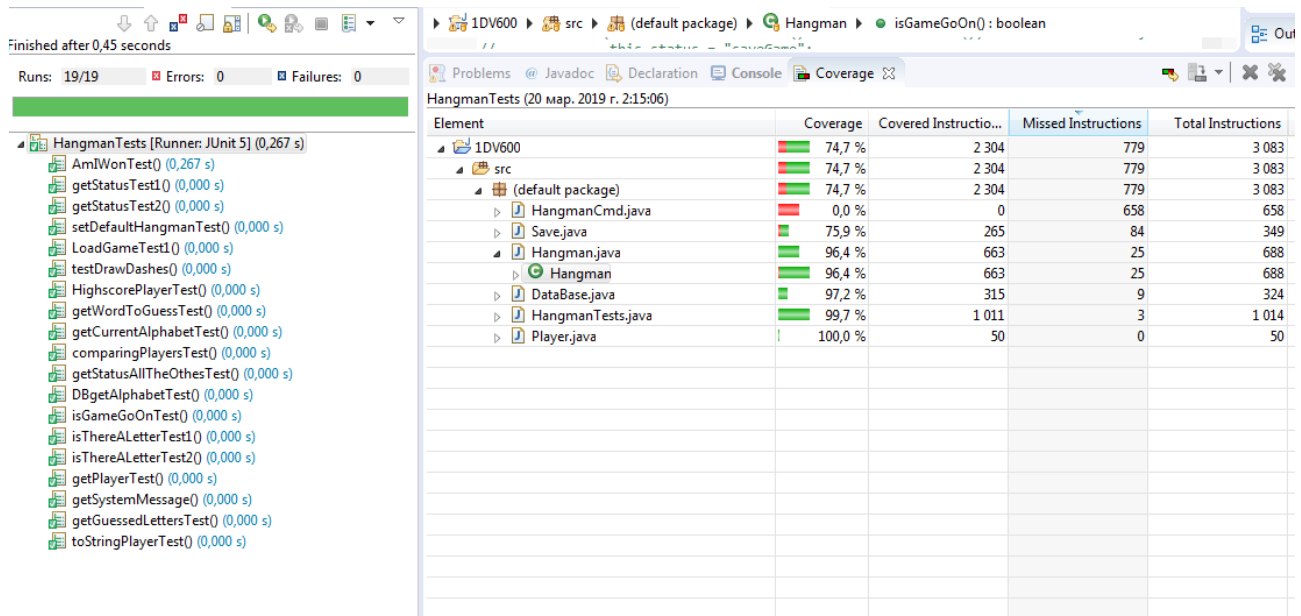 Finished after 0,45 seconds
Runs: 19/19 Errors: 0 Failures: 0
HangmanTests [Runner: JUnit 5] (0,267 s)
AmIWonTest() (0,267 s)
getStatusTest1() (0,000 s)
getStatusTest2() (0,000 s)
setDefaultHangmanTest() (0,000 s)
LoadGameTest1() (0,000 s)
testDrawDashes() (0,000 s)
HighscorePlayerTest() (0,000 s)
getWordToGuessTest() (0,000 s)
getCurrentAlphabetTest() (0,000 s)
comparingPlayersTest() (0,000 s)
getStatusAllTheOthesTest() (0,000 s)
DBgetAlphabetTest() (0,000 s)
isGameGoOnTest() (0,000 s)
isThereALetterTest1() (0,000 s)
isThereALetterTest2() (0,000 s)
getPlayerTest() (0,000 s)
getSystemMessage() (0,000 s)
getGuessedLettersTest() (0,000 s)
toStringPlayerTest() (0,000 s)
1DV600 src (default package) Hangman isGameGoOn() : boolean
// this.status = "saveGame";
Out
Problems @ Javadoc Declaration Console Coverage
HangmanTests (20 мар. 2019 г. 2:15:06)
Element Coverage Covered Instructio... Missed Instructions Total Instructions
1DV600 74,7 % 2 304 779 3 083
src 74,7 % 2 304 779 3 083
(default package) 74,7 % 2 304 779 3 083
HangmanCmd.java 0,0 % 0 658 658
Save.java 75,9 % 265 84 349
Hangman.java 96,4 % 663 25 688
Hangman 96,4 % 663 25 688
DataBase.java 97,2 % 315 9 324
HangmanTests.java 99,7 % 1 011 3 1 014
Player.java 100,0 % 50 0 50